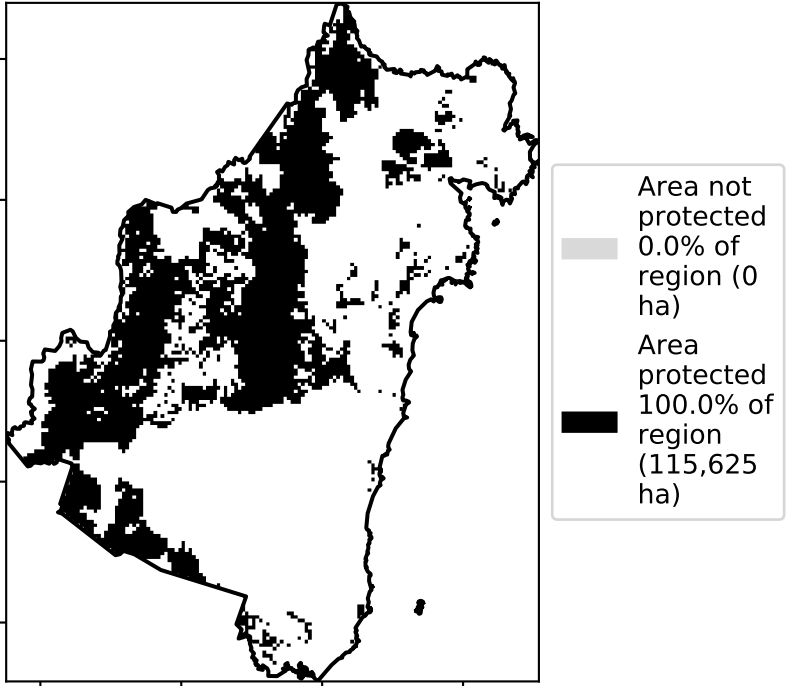 Area not
protected
0.0% of
region (0
ha)
Area
protected
100.0% of
region
(115,625
ha)